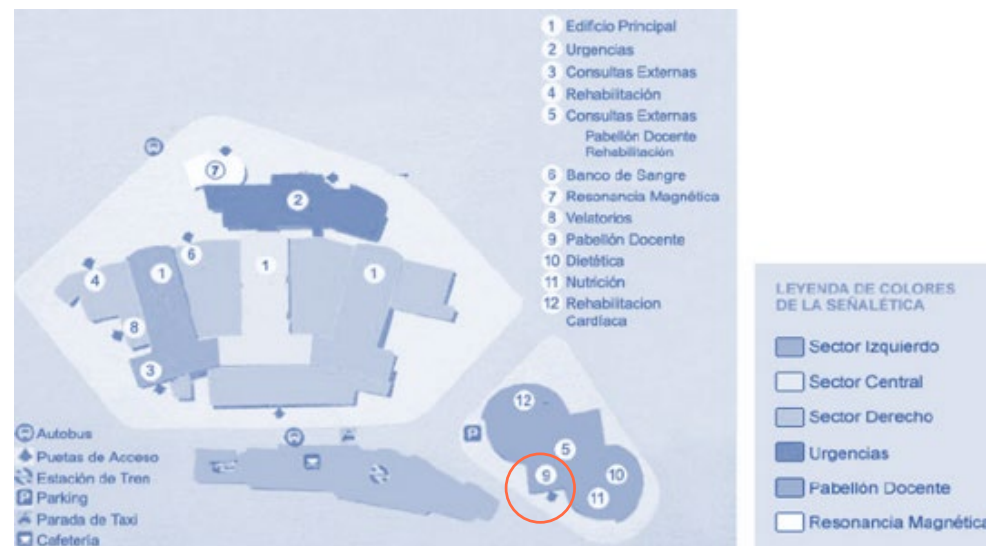 1 Edificio Principal
2 Urgencias
3 Consultas Externas
4 Rehabilitación
5 Consultas Externas
Pabellón Docente
Rehabilitación
6 Banco de Sangre
7 Resonancia Magnética
8 Velatorios
9 Pabellón Docente
10 Dietética
11 Nutrición
12 Rehabilitacion
Cardíaca
7
2
4
1
6
1
1
8
3
12
5
9
10
11
Autobus
Puetas de Acceso
Estación de Tren
Parking
Parada de Taxi
Cafetería
P
P
LEYENDA DE COLORES
DE LA SEÑALÉTICA
Sector Izquierdo
Sector Central
Sector Derecho
Urgencias
Pabellón Docente
Resonancia Magnética